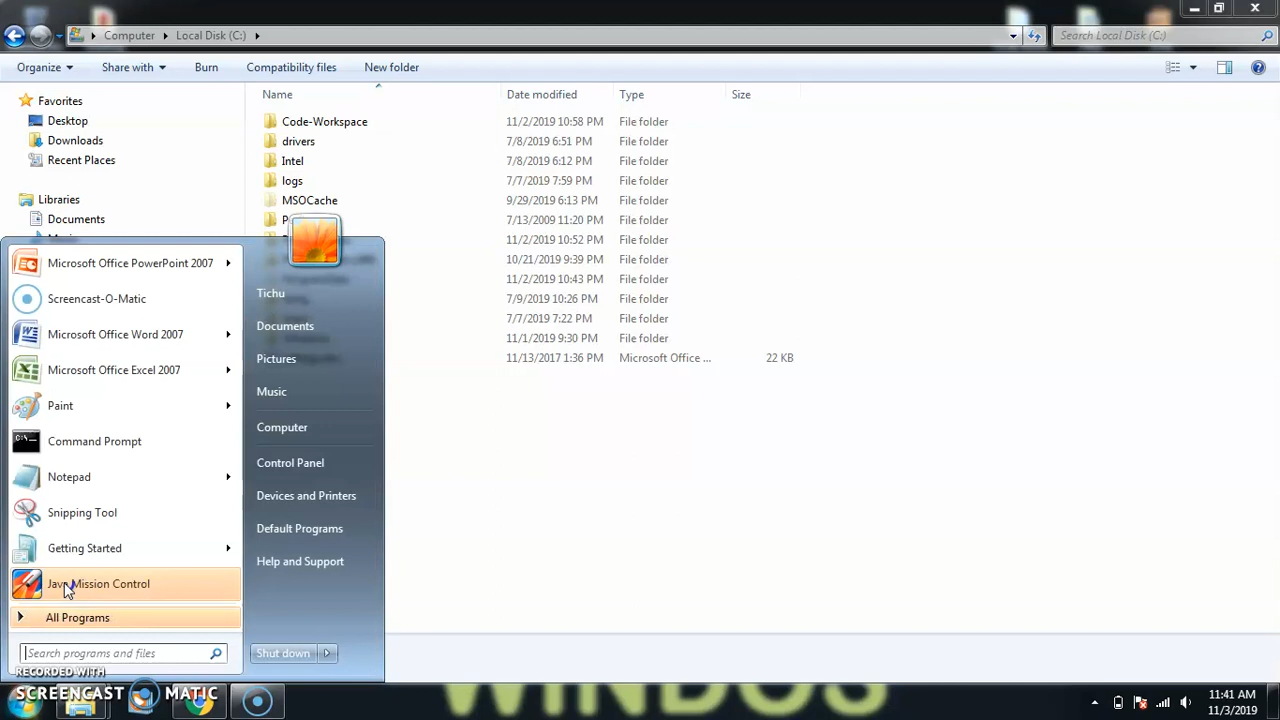 Computer Local Disk (C:)
Search Local Disk (C:)
Organize Share with Burn Compatibility files New folder
Name Date modified Type Size
Favorites
Desktop
Downloads
Recent Places
Libraries
Documents
Code-Workspace 11/2/2019 10:58 PM File folder
drivers 7/8/2019 6:31 PM File folder
Intel 7/8/2019 6:12 PM File folder
logs 7/7/2019 7:59 PM File folder
MSOCache 9/29/2019 6:13 PM File folder
7/13/2009 11:20 PM File folder
11/2/2019 10:52 PM File folder
10/21/2019 9:39 PM File folder
11/2/2019 10:43 PM File folder
7/9/2019 10:26 PM File folder
7/7/2019 7:22 PM File folder
11/1/2019 9:30 PM File folder
11/13/2017 1:36 PM Microsoft Office ... 22 KB
Microsoft Office PowerPoint 2007
Screencast-O-Matic
Microsoft Office Word 2007
Microsoft Office Excel 2007
Paint
Command Prompt
Notepad
Snipping Tool
Getting Started
Java Mission Control
All Programs
Search programs and files
Tichu
Documents
Pictures
Music
Computer
Control Panel
Devices and Printers
Default Programs
Help and Support
Shut down
RECORDED WITH
SCREENCAST MATIC
11:41 AM
11/3/2019